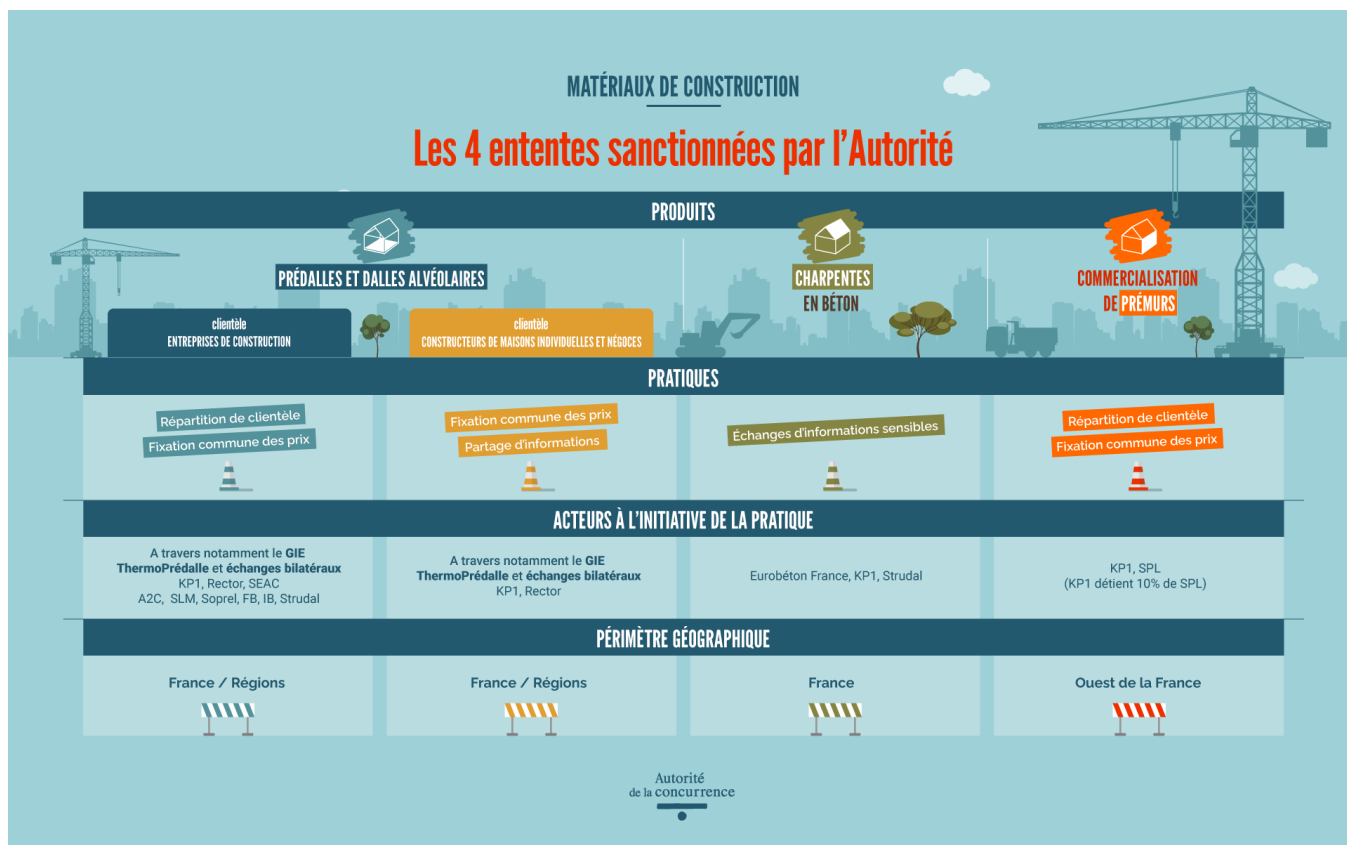 MATÉRIAUX DE CONSTRUCTION
Les 4 ententes sanctionnées par l'Autorité
PRODUITS
PRÉDALLES ET DALLES ALVÉOLAIRES
clientèle
ENTREPRISES DE CONSTRUCTION
clientèle
CONSTRUCTEURS DE MAISONS INDIVIDUELLES ET NÉGOCES
CHARPENTES
EN BÉTON
COMMERCIALISATION
DE PRÉMURS
PRATIQUES
Répartition de clientèle
Fixation commune des prix
Fixation commune des prix
Partage d'informations
Échanges d'informations sensibles
Répartition de clientèle
Fixation commune des prix
ACTEURS À L'INITIATIVE DE LA PRATIQUE
A travers notamment le GIE
ThermoPrédalle et échanges bilatéraux
KP1, Rector, SEAC
A2C, SLM, Soprel, FB, IB, Strudal
A travers notamment le GIE
ThermoPrédalle et échanges bilatéraux
KP1, Rector
Eurobéton France, KP1, Strudal
KP1, SPL
(KP1 détient 10% de SPL)
PÉRIMÈTRE GÉOGRAPHIQUE
France / Régions
France / Régions
France
Ouest de la France
Autorité
de la concurrence